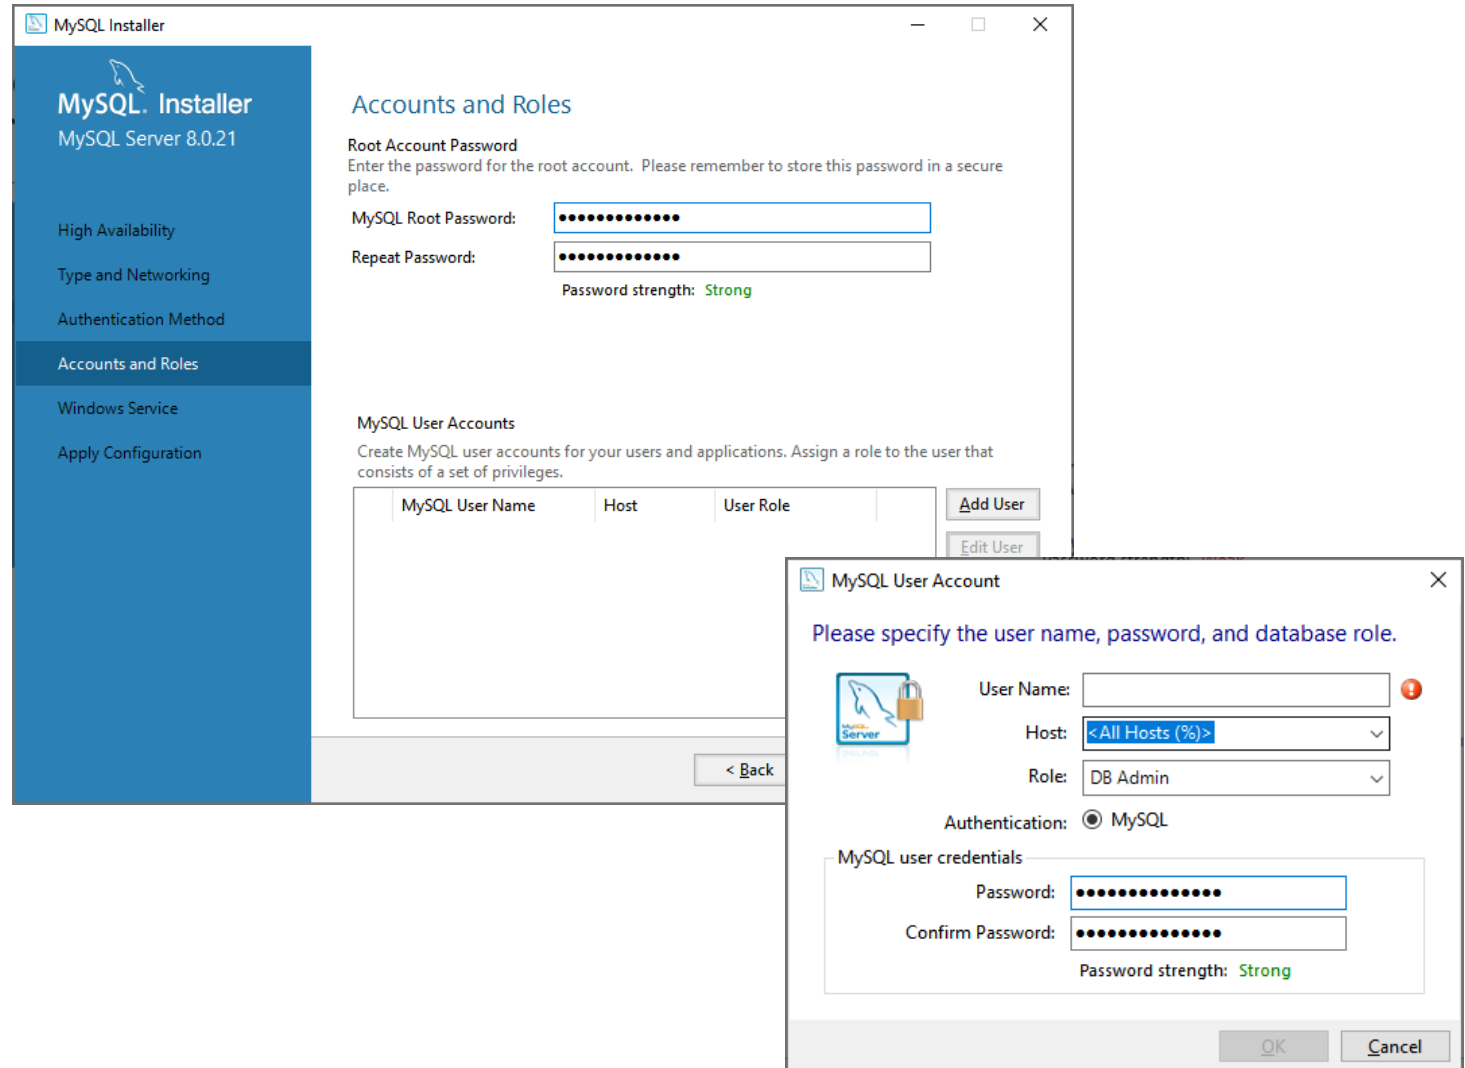 MySQL Installer
MySQL. Installer
MySQL Server 8.0.21
High Availability
Type and Networking
Authentication Method
Accounts and Roles
Windows Service
Apply Configuration
Accounts and Roles
Root Account Password
Enter the password for the root account.  Please remember to store this password in a secure
place.
MySQL Root Password:
Repeat Password:
Password strength: Strong
MySQL User Accounts
Create MySQL user accounts for your users and applications. Assign a role to the user that
consists of a set of privileges.
MySQL User Name Host User Role
Add User
Edit User
< Back
MySQL User Account
Please specify the user name, password, and database role.
MySQL
Server
User Name:
Host: <All Hosts (%)>
Role: DB Admin
Authentication: MySQL
MySQL user credentials
Password:
Confirm Password:
Password strength: Strong
OK Cancel